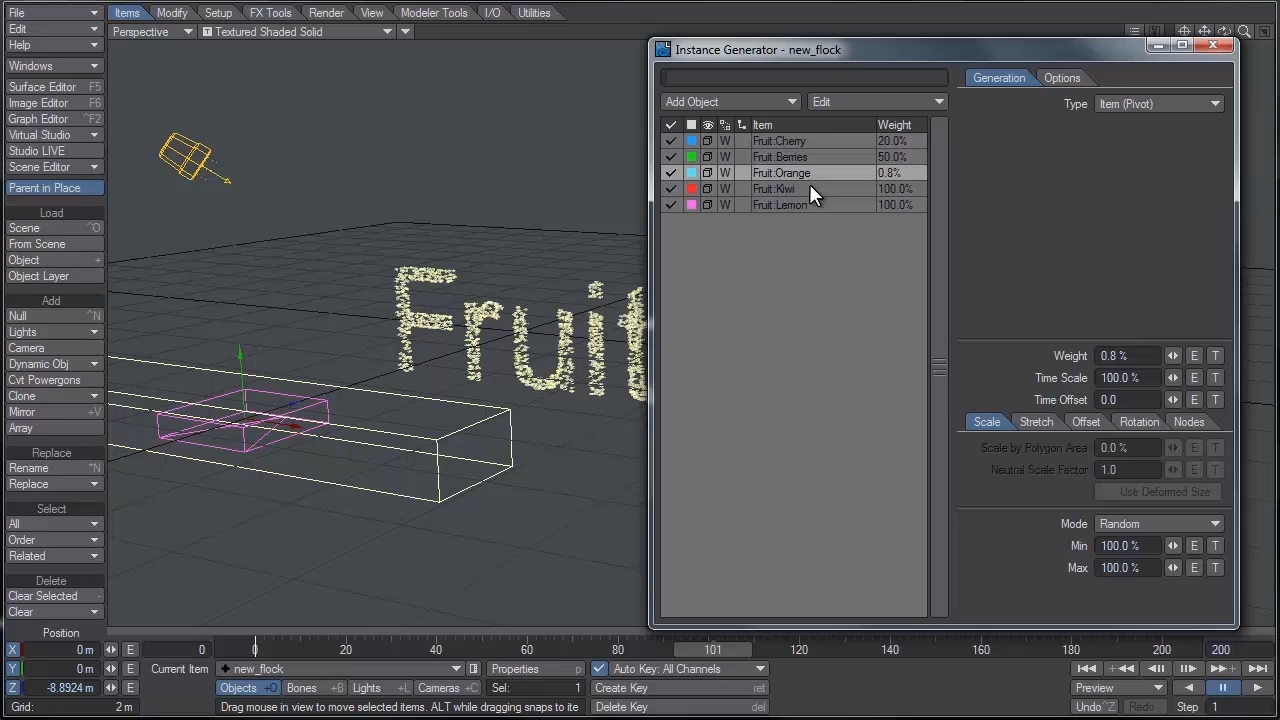 File
Edit
Help
Windows
Surface Editor F5
Image Editor F6
Graph Editor ^F2
Virtual Studio
Studio LIVE
Scene Editor
Parent in Place
Load
Scene ^O
From Scene
Object +
Object Layer
Add
Null ^N
Lights
Camera
Dynamic Obj
Cvt Powergons
Clone
Mirror +V
Array
Replace
Rename ^N
Replace
Select
All
Order
Related
Delete
Clear Selected -
Clear
Items Modify Setup FX Tools Render View Modeler Tools I/O Utilities
Perspective T Textured Shaded Solid
Fruit
Instance Generator - new_flock
Add Object Edit
Item Weight
W Fruit:Cherry 20.0%
W Fruit:Berries 50.0%
W Fruit:Orange 0.8%
W Fruit:Kiwi 100.0%
W Fruit:Lemon 100.0%
Generation Options
Type Item (Pivot)
Weight 0.8 % E T
Time Scale 100.0 % E T
Time Offset 0.0 E T
Scale Stretch Offset Rotation Nodes
Scale by Polygon Area 0.0 % E T
Neutral Scale Factor 1.0 E T
Use Deformed Size
Mode Random
Min 100.0 % E T
Max 100.0 % E T
Position
X 0 m E
Y 0 m E
Z -8.8924 m E
Grid: 2 m
0 0 20 40 60 80 101 120 140 160 180 200 200
Current Item new_flock Properties p Auto Key: All Channels
Objects +O Bones +B Lights +L Cameras +C Sel: 1 Create Key ret
Drag mouse in view to move selected items. ALT while dragging snaps to ite Delete Key del
Preview
Undo ^Z Redo Step 1